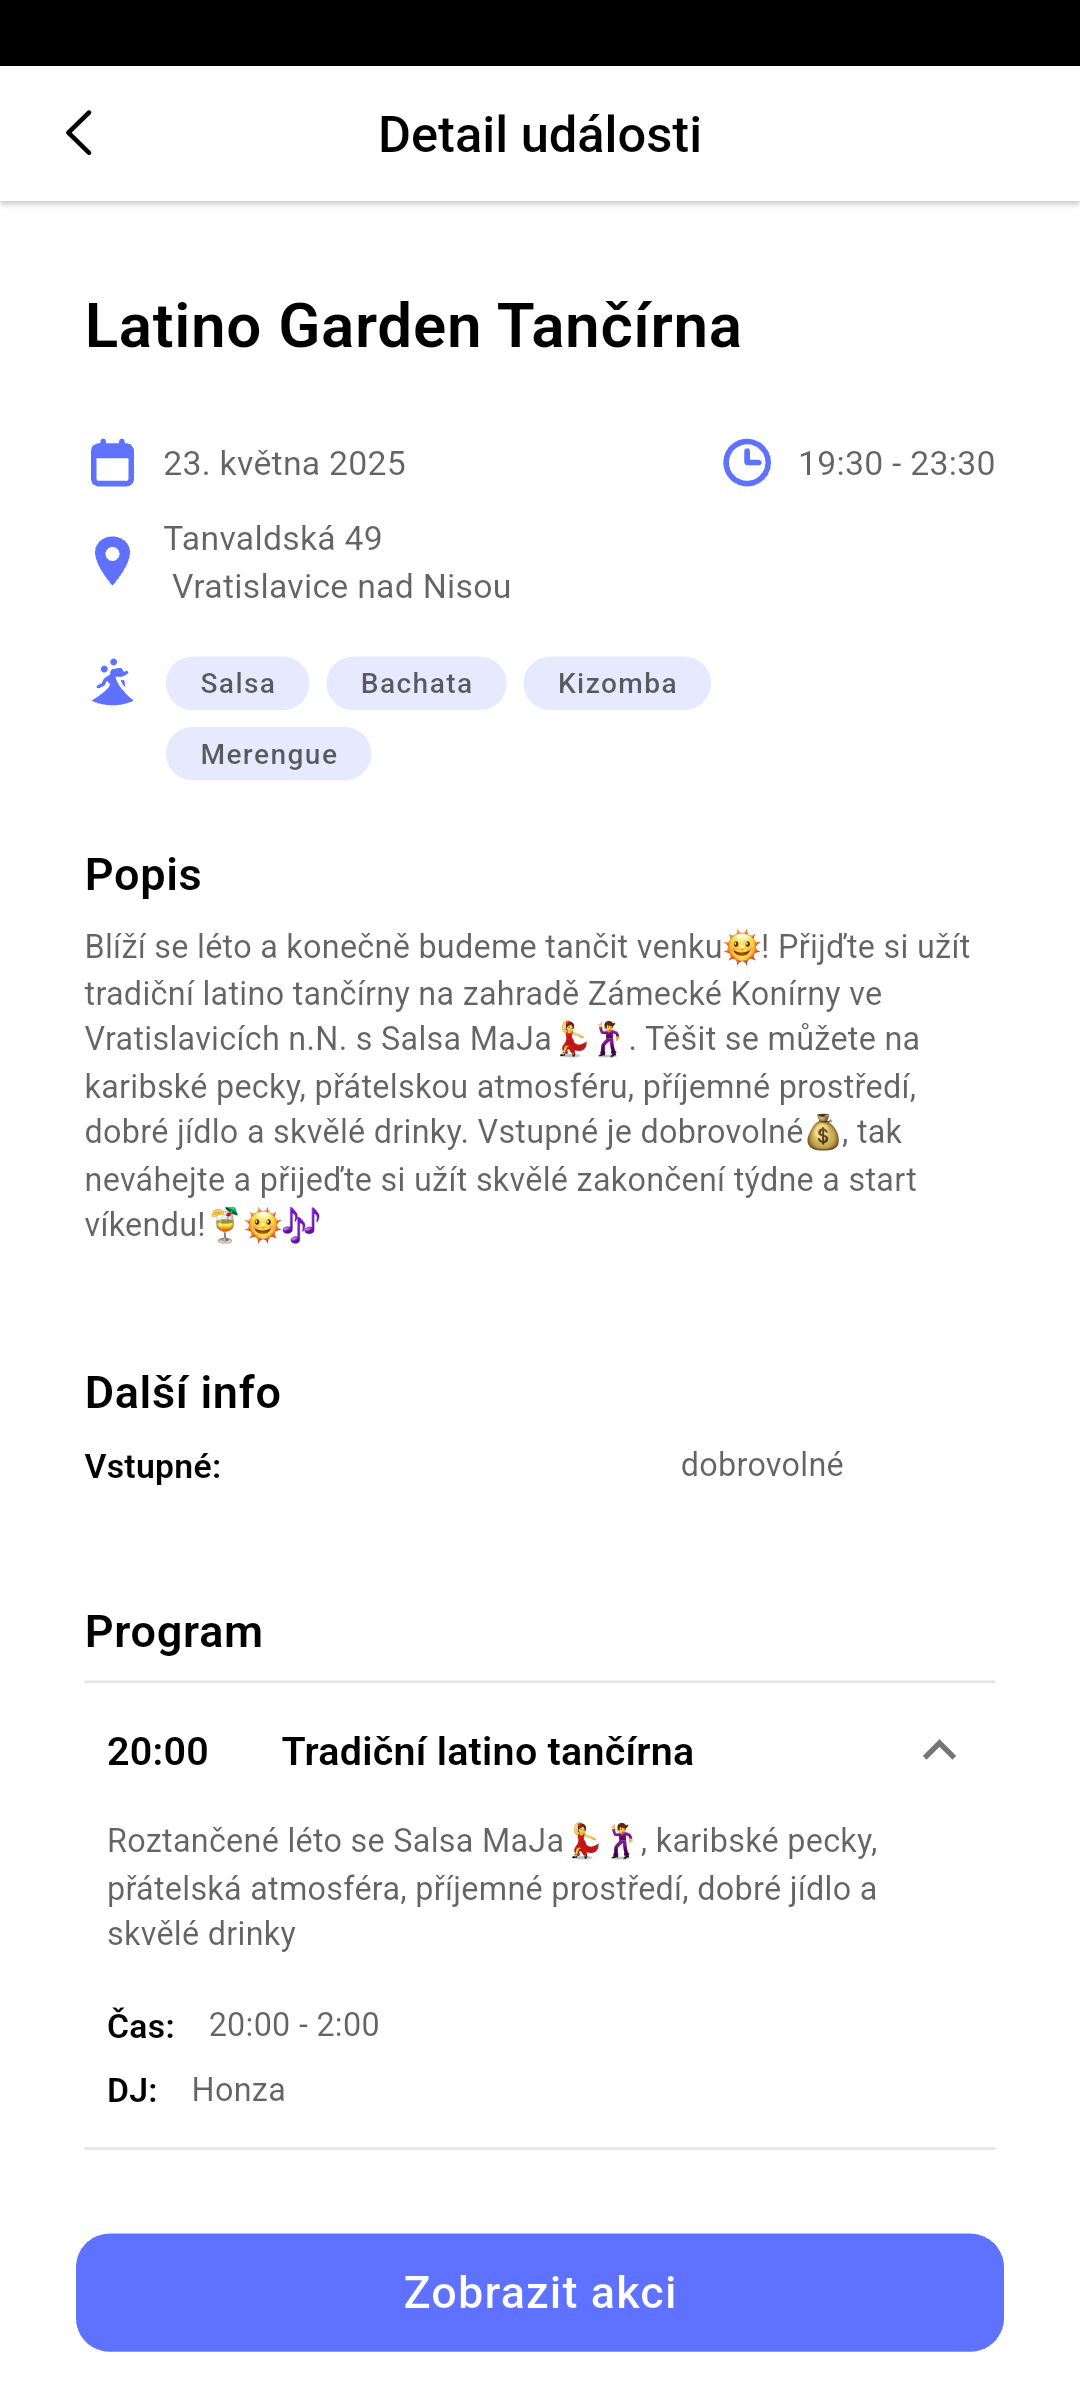 Detail události
Latino Garden Tančírna
23. května 2025
19:30 - 23:30
Tanvaldská 49
Vratislavice nad Nisou
Salsa
Bachata
Kizomba
Merengue
Popis
Blíží se léto a konečně budeme tančit venku🌞! Přijďte si užít
tradiční latino tančírny na zahradě Zámecké Konírny ve
Vratislavicích n.N. s Salsa MaJa💃🕺. Těšit se můžete na
karibské pecky, přátelskou atmosféru, příjemné prostředí,
dobré jídlo a skvělé drinky. Vstupné je dobrovolné💰, tak
neváhejte a přijeďte si užít skvělé zakončení týdne a start
víkendu!🍹🌞🎶
Další info
Vstupné:
dobrovolné
Program
20:00
Tradiční latino tančírna
Roztančené léto se Salsa MaJa💃🕺, karibské pecky,
přátelská atmosféra, příjemné prostředí, dobré jídlo a
skvělé drinky
Čas: 20:00 - 2:00
DJ: Honza
Zobrazit akci